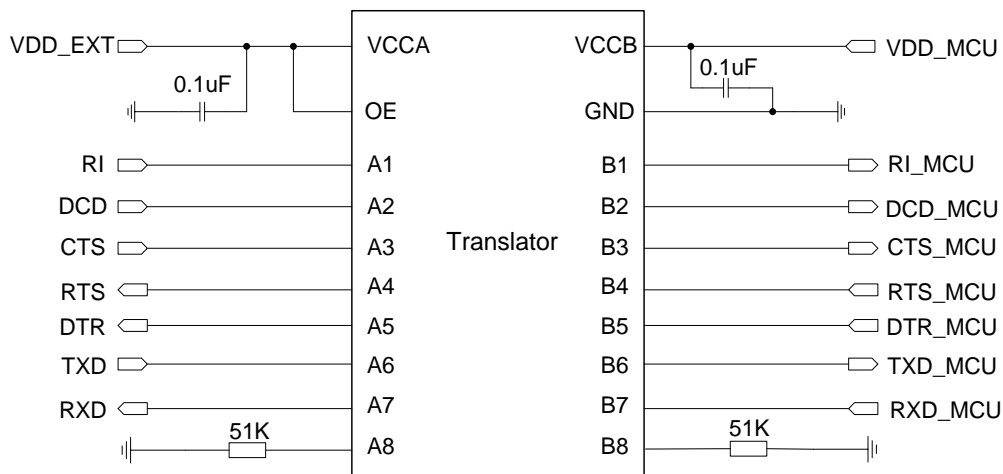 VDD_EXT VCCA VCCB VDD_MCU
0.1uF 0.1uF
OE GND
RI A1 B1 RI_MCU
DCD A2 B2 DCD_MCU
CTS A3 Translator B3 CTS_MCU
RTS A4 B4 RTS_MCU
DTR A5 B5 DTR_MCU
TXD A6 B6 TXD_MCU
RXD A7 B7 RXD_MCU
51K A8 B8 51K